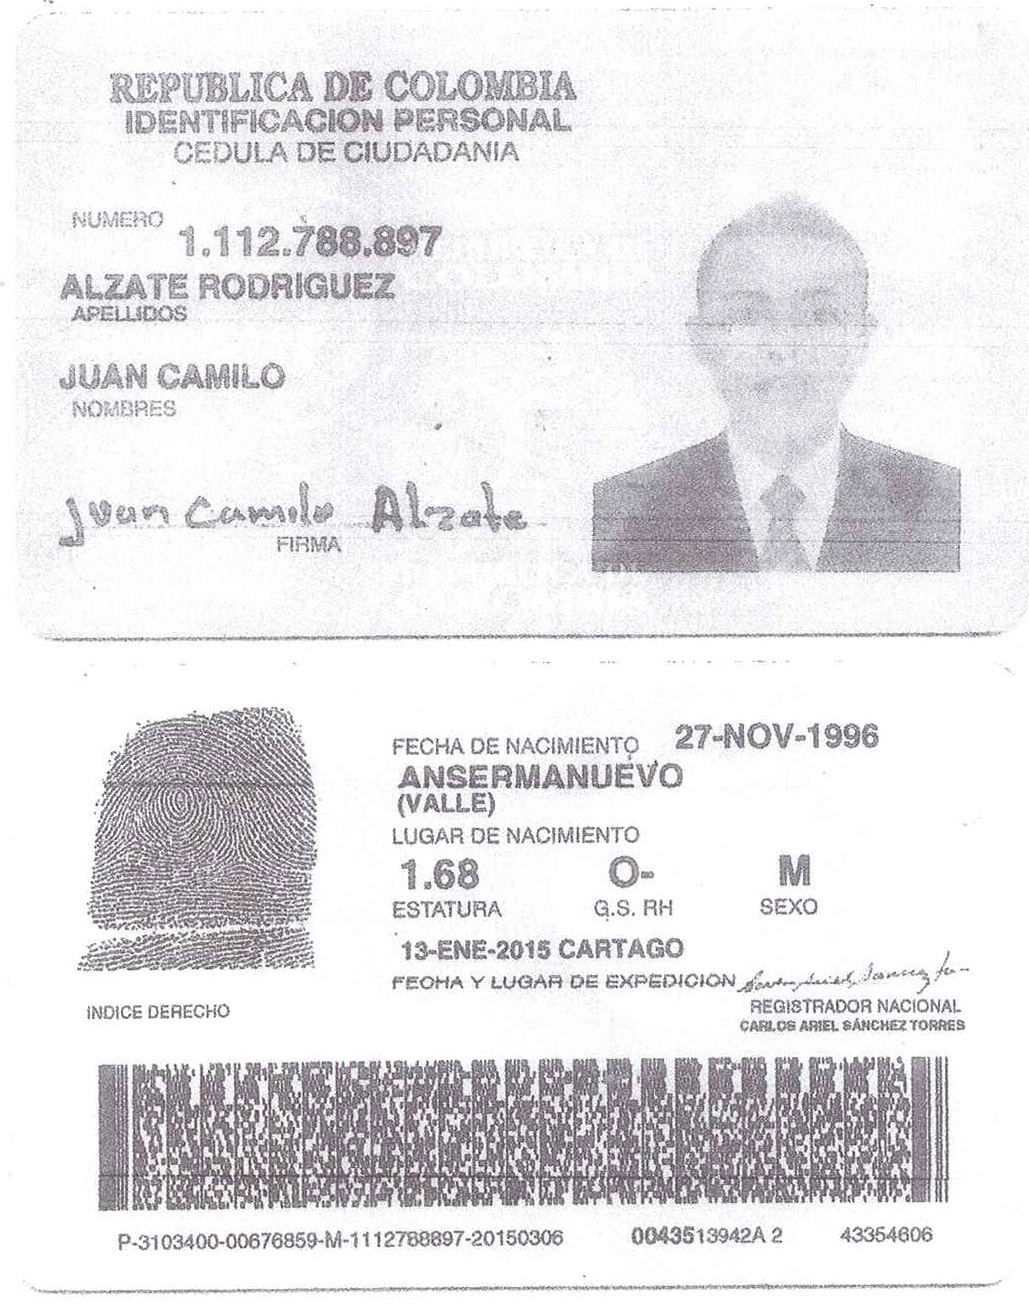 REPUBLICA DE COLOMBIA
IDENTIFICACION PERSONAL
CEDULA DE CIUDADANIA
NUMERO 1.112.788.897
ALZATE RODRIGUEZ
APELLIDOS
JUAN CAMILO
NOMBRES
Juan Camilo Alzate
FIRMA
FECHA DE NACIMIENTO 27-NOV-1996
ANSERMANUEVO
(VALLE)
LUGAR DE NACIMIENTO
1.68 O- M
ESTATURA G.S. RH SEXO
13-ENE-2015 CARTAGO
FECHA Y LUGAR DE EXPEDICION
INDICE DERECHO
REGISTRADOR NACIONAL
CARLOS ARIEL SÁNCHEZ TORRES
P-3103400-00676859-M-1112788897-20150306 0043513942A 2 43354606